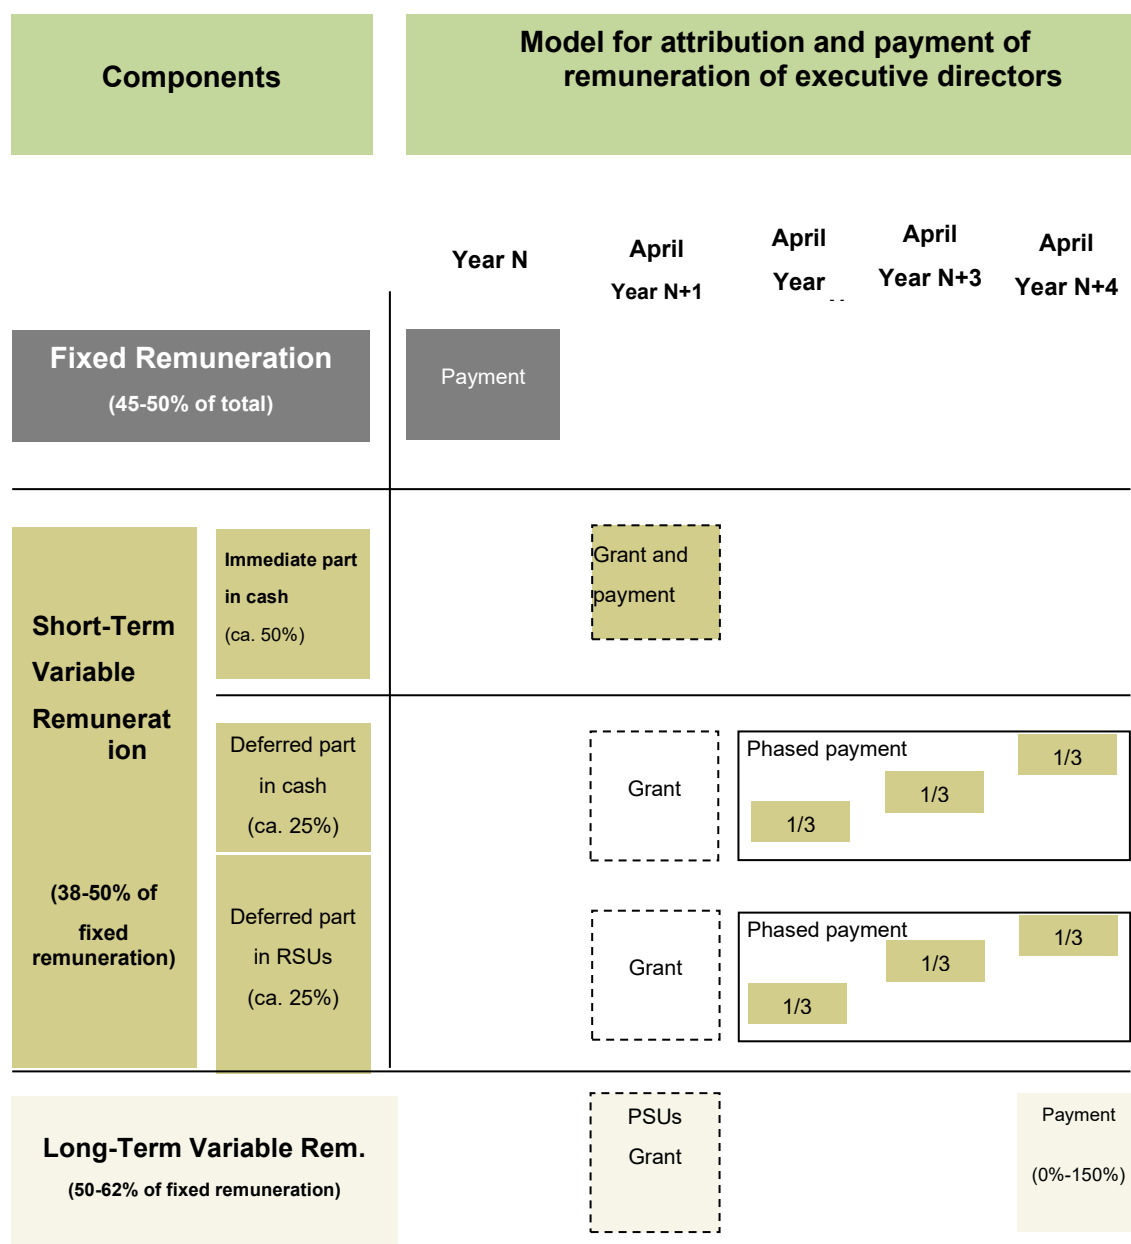 Components
Model for attribution and payment of
remuneration of executive directors
Year N
April
Year N+1
April
Year
April
Year N+3
April
Year N+4
Fixed Remuneration
(45-50% of total)
Payment
Short-Term
Variable
Remunerat
ion
(38-50% of
fixed
remuneration)
Immediate part
in cash
(ca. 50%)
Grant and
payment
Deferred part
in cash
(ca. 25%)
Grant
Phased payment
1/3
1/3
1/3
Deferred part
in RSUs
(ca. 25%)
Grant
Phased payment
1/3
1/3
1/3
Long-Term Variable Rem.
(50-62% of fixed remuneration)
PSUs
Grant
Payment
(0%-150%)